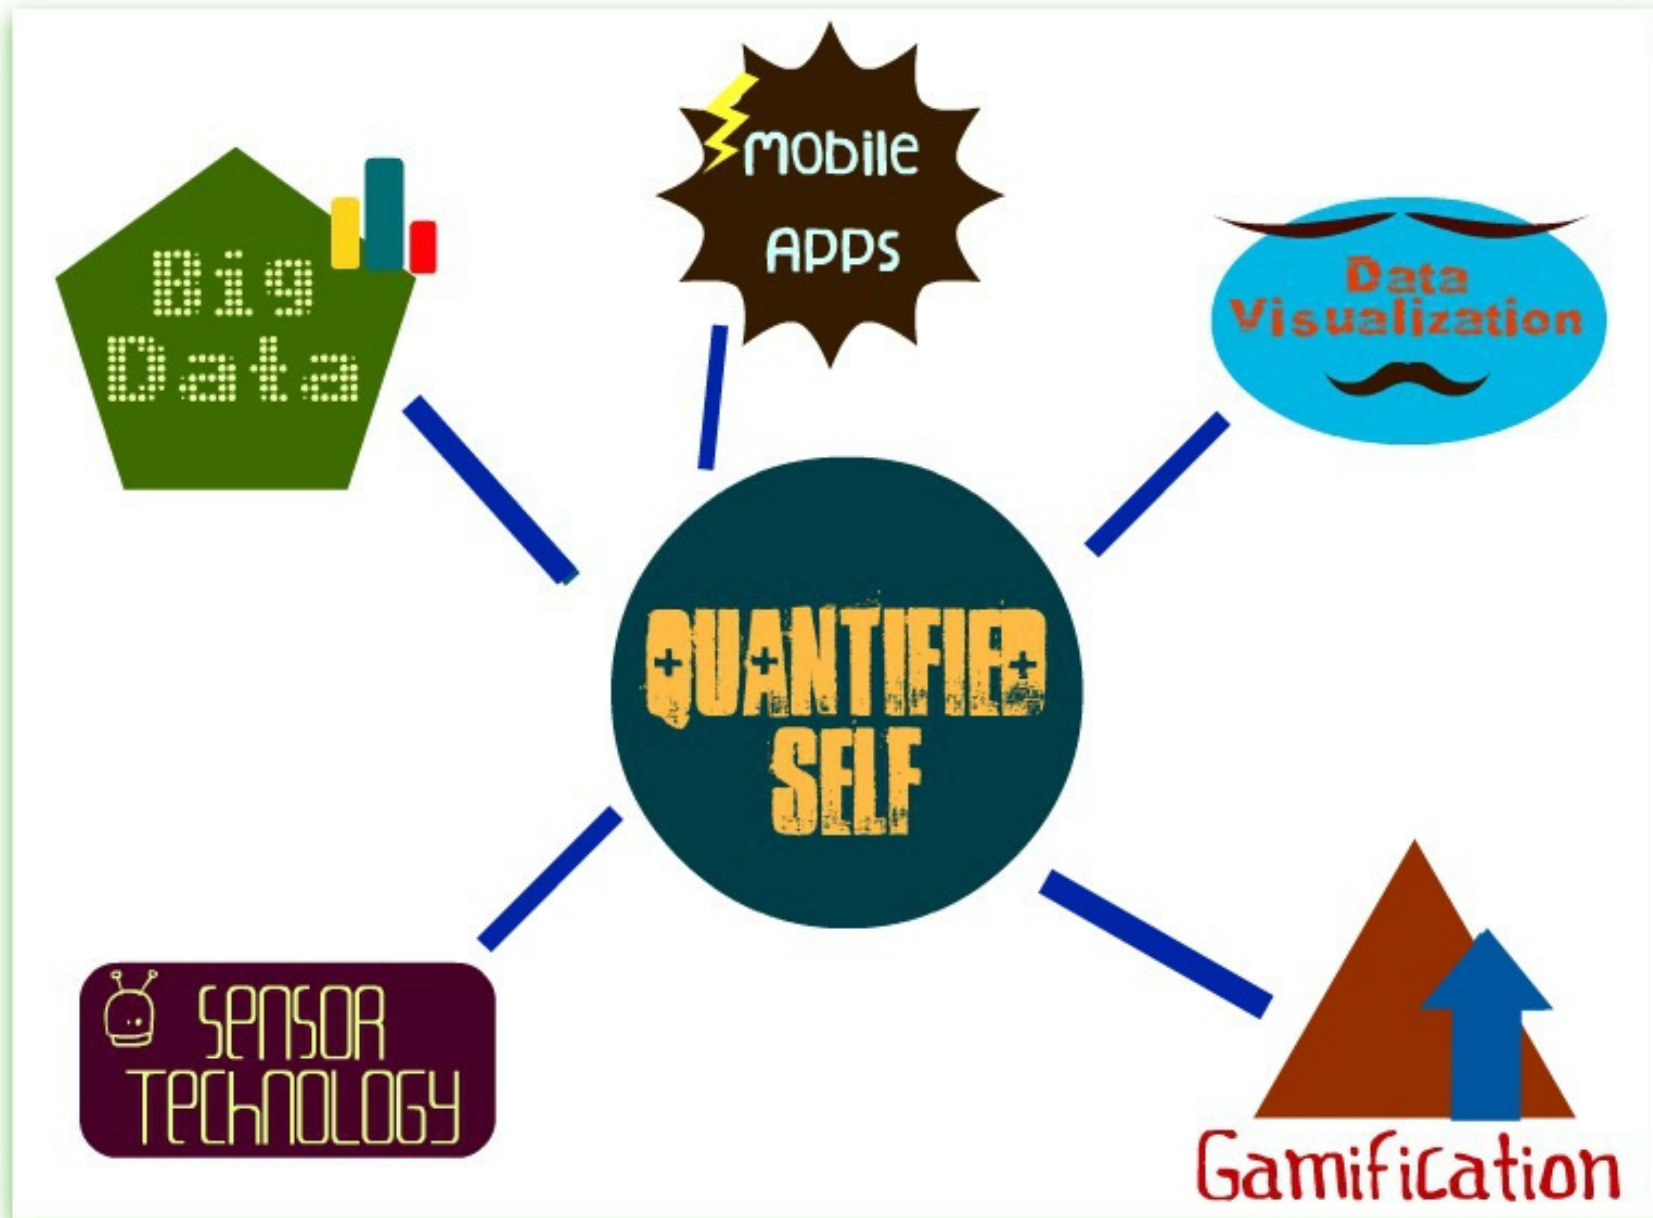 Mobile
Apps
Big
Data
Data
Visualization
QUANTIFIED
SELF
SENSOR
TECHNOLOGY
Gamification